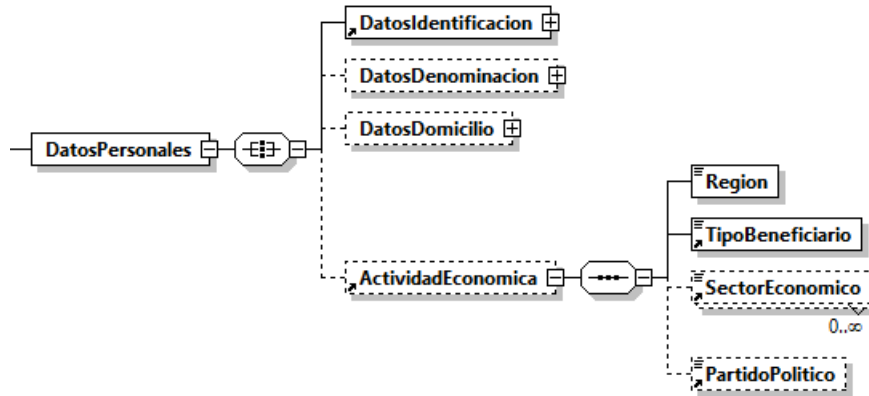 DatosIdentificacion
DatosDenominacion
DatosDomicilio
DatosPersonales
Region
TipoBeneficiario
ActividadEconomica
SectorEconomico
0..∞
PartidoPolitico